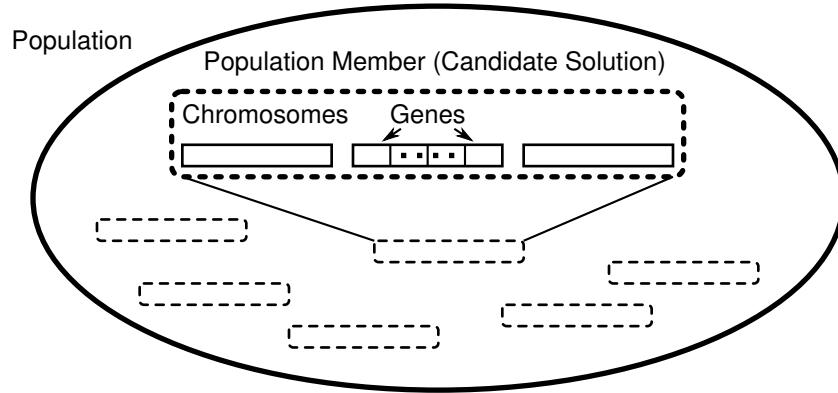 Population
Population Member (Candidate Solution)
Chromosomes Genes